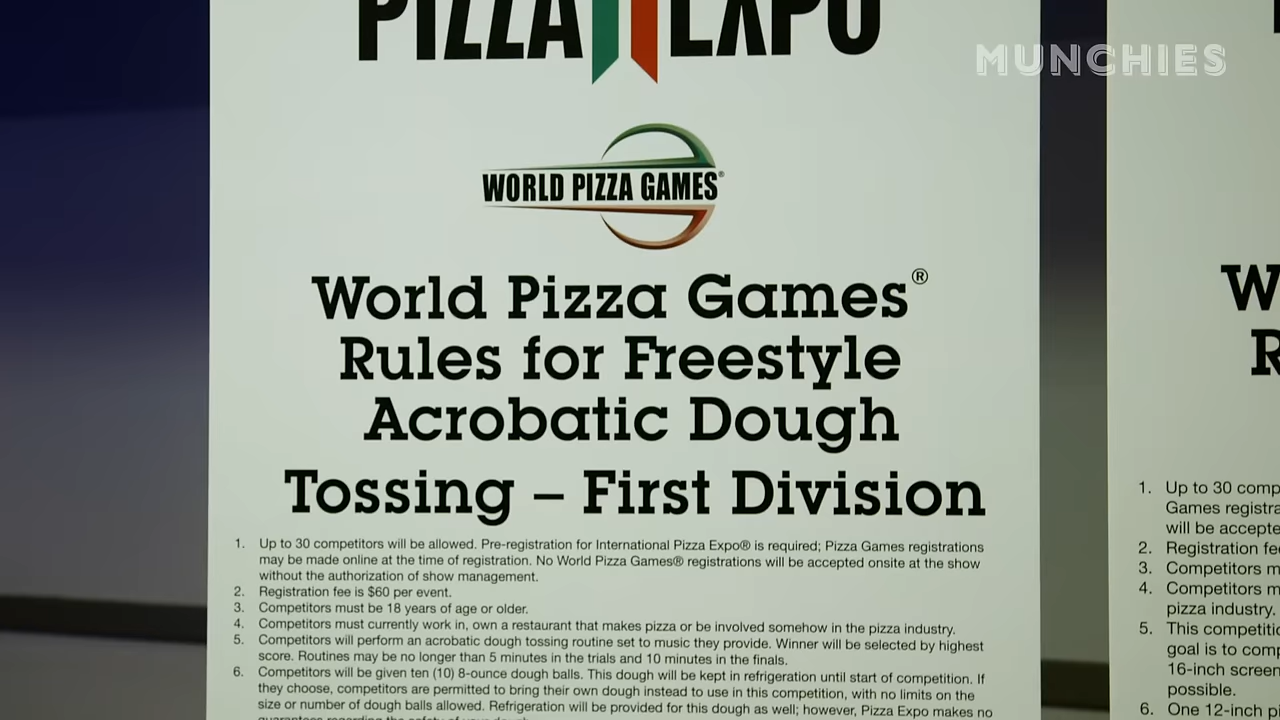 PIZZA EXPO
MUNCHIES
WORLD PIZZA GAMES®
World Pizza Games®
Rules for Freestyle
Acrobatic Dough
Tossing – First Division
1. Up to 30 competitors will be allowed. Pre-registration for International Pizza Expo® is required; Pizza Games registrations
may be made online at the time of registration. No World Pizza Games® registrations will be accepted onsite at the show
without the authorization of show management.
2. Registration fee is $60 per event.
3. Competitors must be 18 years of age or older.
4. Competitors must currently work in, own a restaurant that makes pizza or be involved somehow in the pizza industry.
5. Competitors will perform an acrobatic dough tossing routine set to music they provide. Winner will be selected by highest
score. Routines may be no longer than 5 minutes in the trials and 10 minutes in the finals.
6. Competitors will be given ten (10) 8-ounce dough balls. This dough will be kept in refrigeration until start of competition. If
they choose, competitors are permitted to bring their own dough instead to use in this competition, with no limits on the
size or number of dough balls allowed. Refrigeration will be provided for this dough as well; however, Pizza Expo makes no
W
R
1. Up to 30 comp
Games registra
will be accepte
2. Registration fee
3. Competitors m
4. Competitors m
pizza industry.
5. This competitio
goal is to comp
16-inch screen
possible.
6. One 12-inch pi